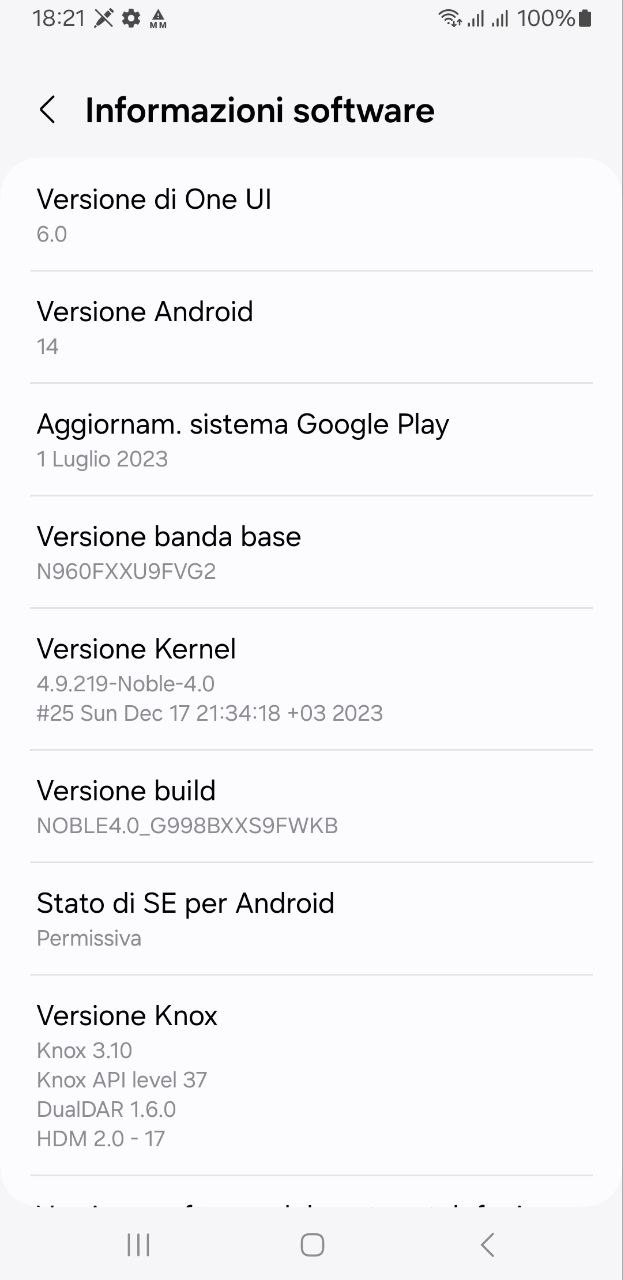 18:21 MM 100%
Informazioni software
Versione di One UI
6.0
Versione Android
14
Aggiornam. sistema Google Play
1 Luglio 2023
Versione banda base
N960FXXU9FVG2
Versione Kernel
4.9.219-Noble-4.0
#25 Sun Dec 17 21:34:18 +03 2023
Versione build
NOBLE4.0_G998BXXS9FWKB
Stato di SE per Android
Permissiva
Versione Knox
Knox 3.10
Knox API level 37
DualDAR 1.6.0
HDM 2.0 - 17